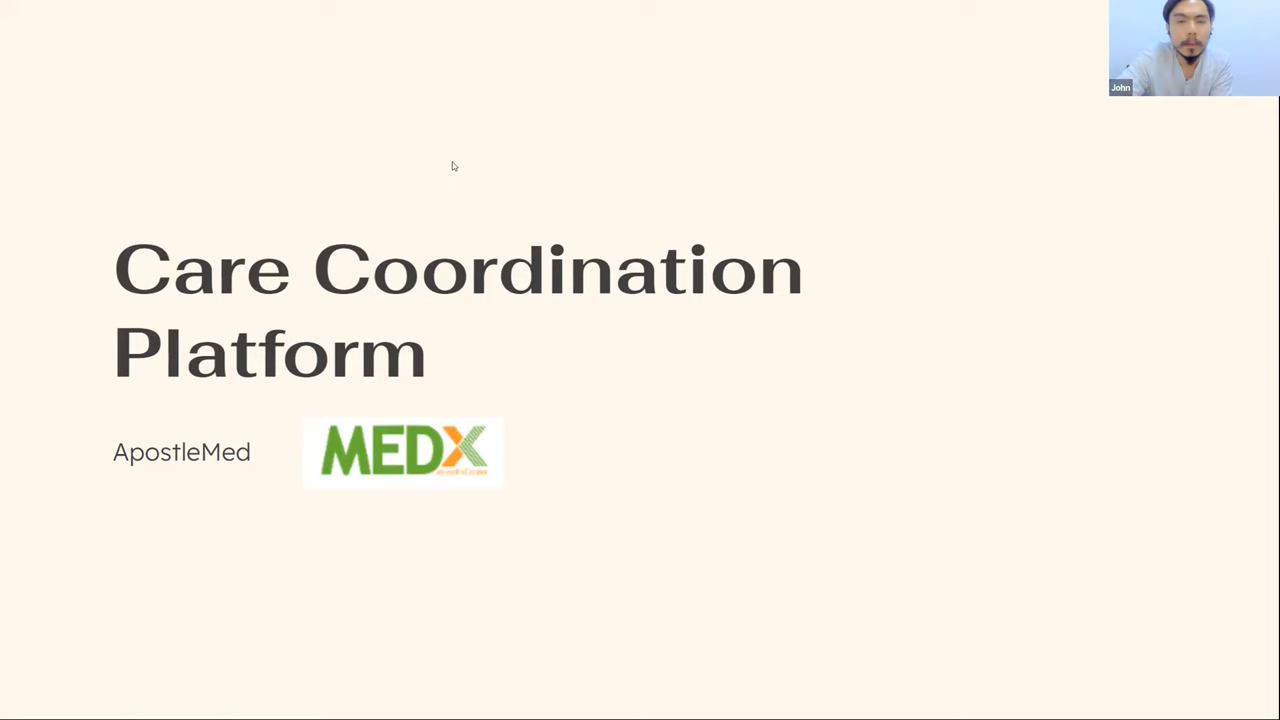 John
Care Coordination
Platform
ApostleMed
MEDX